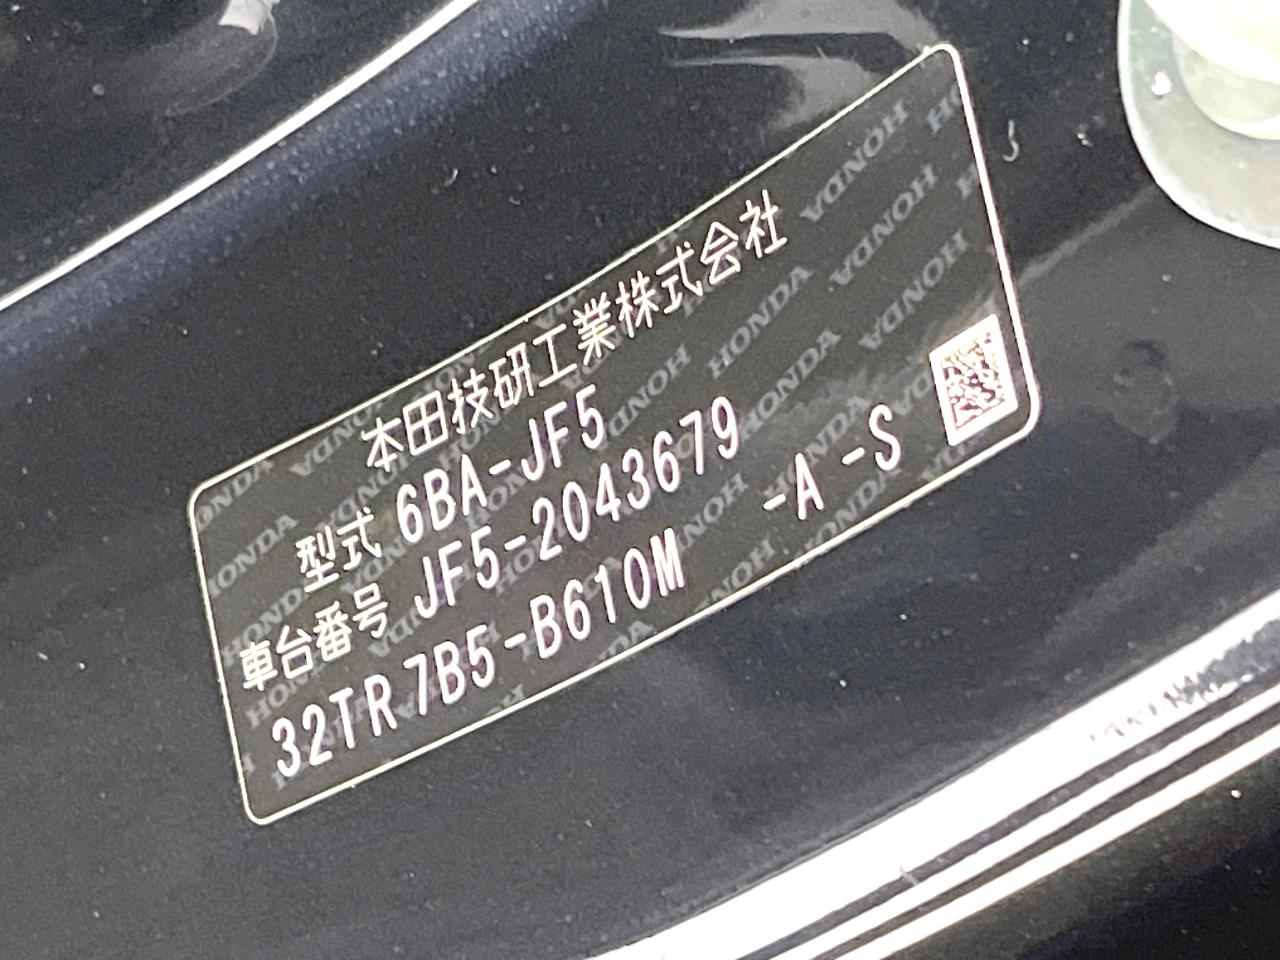 本田技研工業株式会社
型式 6BA-JF5
車台番号 JF5-2043679
32TR7B5-B610M -A -S